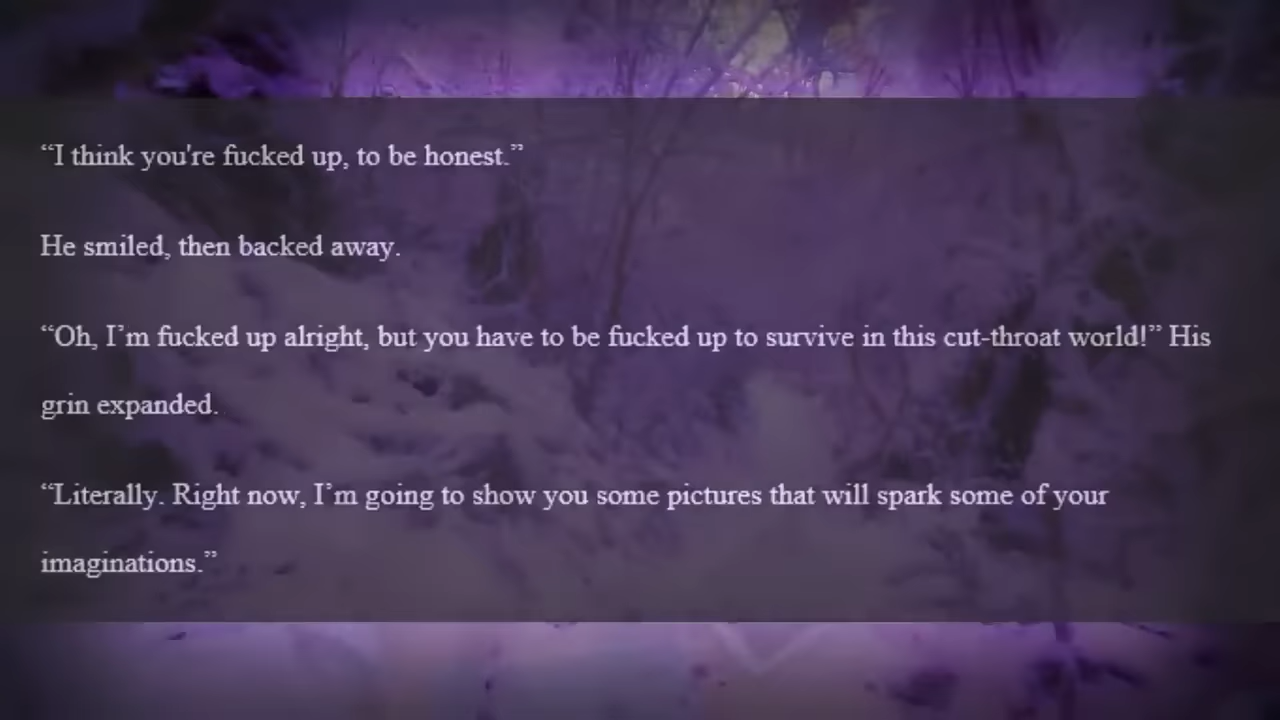 “I think you're fucked up, to be honest.”
He smiled, then backed away.
“Oh, I’m fucked up alright, but you have to be fucked up to survive in this cut-throat world!” His
grin expanded.
“Literally. Right now, I’m going to show you some pictures that will spark some of your
imaginations.”